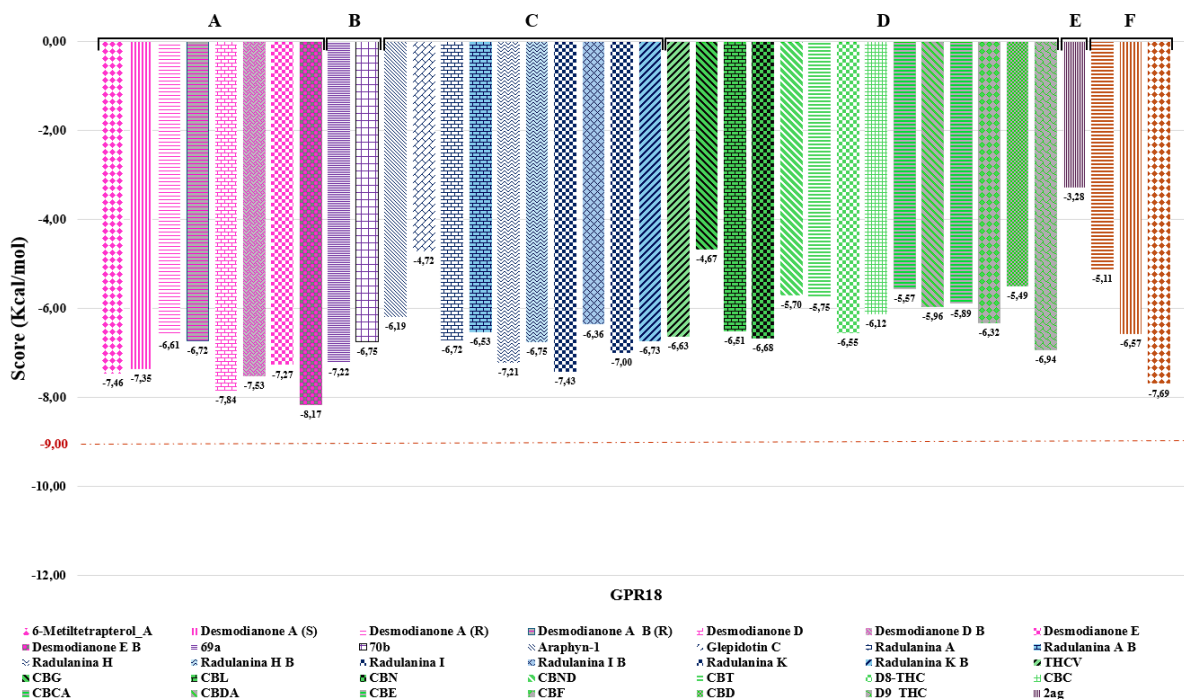 A B C D E F
0,00
-2,00
-4,00
-6,00
-8,00
-9,00
-10,00
-12,00
Score (Kcal/mol)
-7,46 -7,35 -6,61 -6,72 -7,84 -7,53 -7,27 -8,17 -7,22 -6,75 -6,19 -4,72 -6,72 -6,53 -7,21 -6,75 -7,43 -6,36 -7,00 -6,73 -6,63 -4,67 -6,51 -6,68 -5,70 -5,75 -6,55 -6,12 -5,57 -5,96 -5,89 -6,32 -5,49 -6,94 -3,28 -5,11 -6,57 -7,69
GPR18
6-Metiltetrapterol_A Desmodianone A (S) Desmodianone A (R) Desmodianone A B (R) Desmodianone D Desmodianone D B Desmodianone E
Desmodianone E B 69a 70b Araphyn-1 Glepidotin C Radulanina A Radulanina A B
Radulanina H Radulanina H B Radulanina I Radulanina I B Radulanina K Radulanina K B THCV
CBG CBL CBN CBND CBT D8-THC CBC
CBCA CBDA CBE CBF CBD D9_THC 2ag